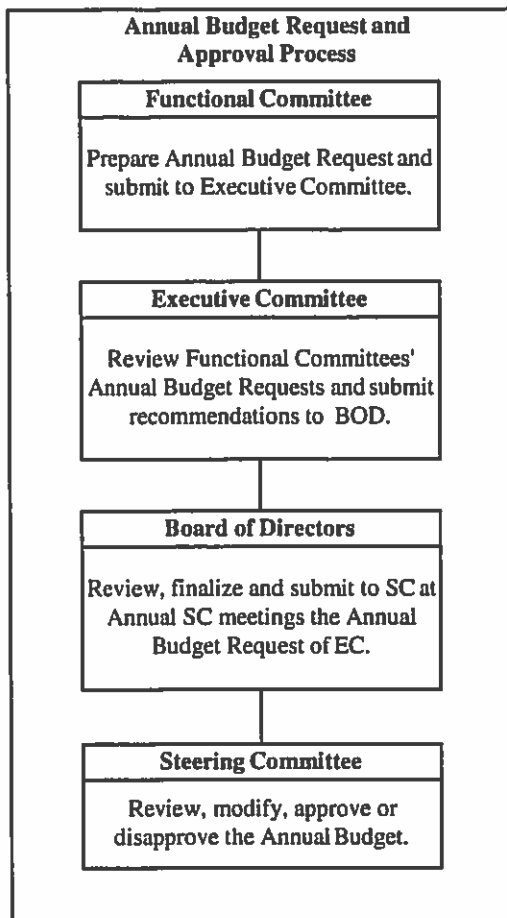 Annual Budget Request and
Approval Process
Functional Committee
Prepare Annual Budget Request and
submit to Executive Committee.
Executive Committee
Review Functional Committees'
Annual Budget Requests and submit
recommendations to BOD.
Board of Directors
Review, finalize and submit to SC at
Annual SC meetings the Annual
Budget Request of EC.
Steering Committee
Review, modify, approve or
disapprove the Annual Budget.